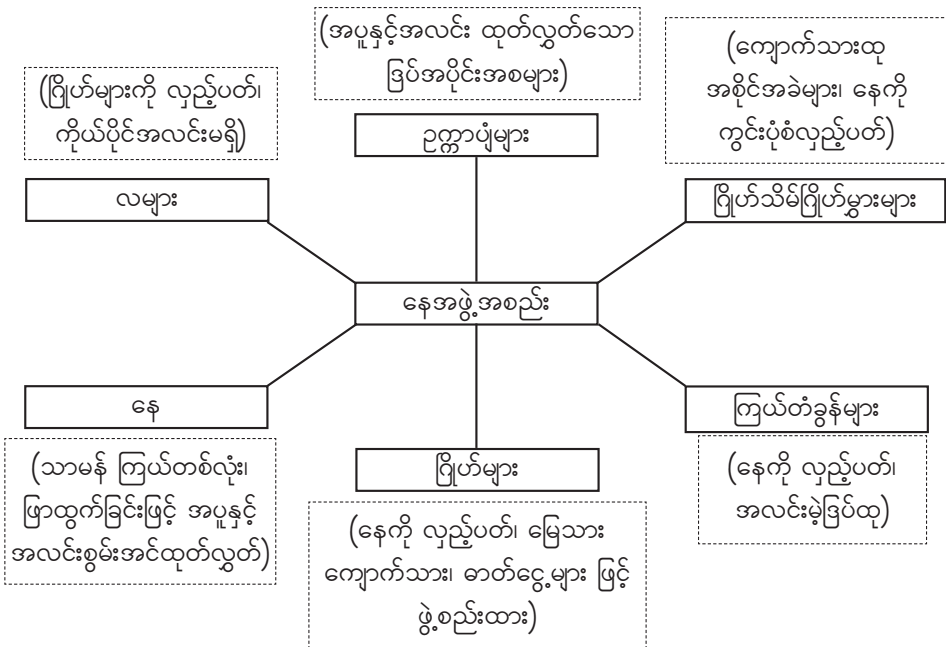 (အပူနှင့်အလင်း ထုတ်လွှတ်သော
ဒြပ်အပိုင်းအစများ)
ဥက္ကာပျံများ
(ဂြိုဟ်များကို လှည့်ပတ်၊
ကိုယ်ပိုင်အလင်းမရှိ)
လများ
(ကျောက်သားထု
အစိုင်အခဲများ၊ နေကို
ကွင်းပုံစံလှည့်ပတ်)
ဂြိုဟ်သိမ်ဂြိုဟ်မွှားများ
နေအဖွဲ့အစည်း
နေ
(သာမန် ကြယ်တစ်လုံး၊
ဖြာထွက်ခြင်းဖြင့် အပူနှင့်
အလင်းစွမ်းအင်ထုတ်လွှတ်)
ဂြိုဟ်များ
(နေကို လှည့်ပတ်၊ မြေသား
ကျောက်သား၊ ဓာတ်ငွေ့များ ဖြင့်
ဖွဲ့စည်းထား)
ကြယ်တံခွန်များ
(နေကို လှည့်ပတ်၊
အလင်းမဲ့ဒြပ်ထု)